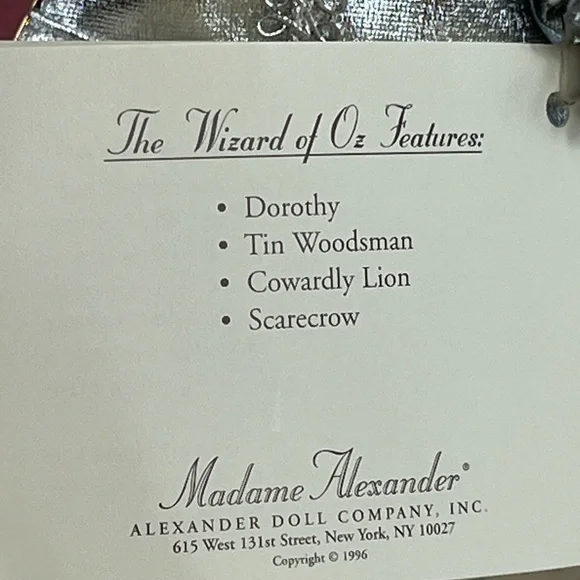 The Wizard of Oz Features:
• Dorothy
• Tin Woodsman
• Cowardly Lion
• Scarecrow
Madame Alexander®
ALEXANDER DOLL COMPANY, INC.
615 West 131st Street, New York, NY 10027
Copyright © 1996